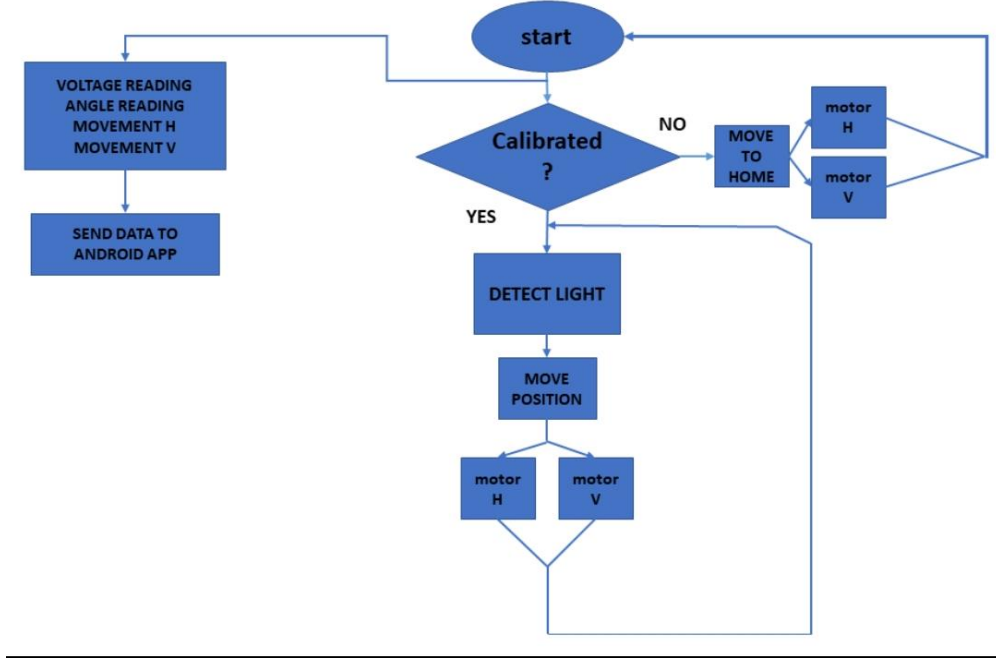 start
VOLTAGE READING
ANGLE READING
MOVEMENT H
MOVEMENT V
SEND DATA TO
ANDROID APP
Calibrated
?
NO
MOVE
TO
HOME
motor
H
motor
V
YES
DETECT LIGHT
MOVE
POSITION
motor
H
motor
V